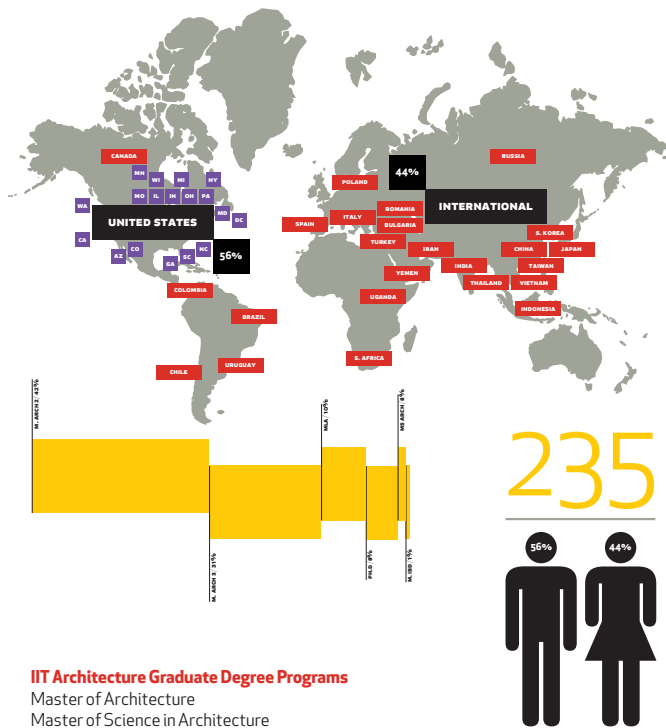 CANADA
RUSSIA
MN
WI
MI
NY
POLAND
44%
MO
IL
IN
OH
PA
WA
UNITED STATES
MD
DC
INTERNATIONAL
SPAIN
ITALY
ROMANIA
BULGARIA
S. KOREA
CA
AZ
CO
GA
SC
NC
56%
TURKEY
IRAN
CHINA
JAPAN
INDIA
TAIWAN
YEMEN
THAILAND
VIETNAM
COLOMBIA
UGANDA
INDONESIA
BRAZIL
S. AFRICA
URUGUAY
CHILE
M. ARCH 2 / 42%
M. ARCH 3 / 31%
MLA / 10%
PH.D / 8%
MS ARCH / 8%
M. IBD / 1%
235
56%
44%
IIT Architecture Graduate Degree Programs
Master of Architecture
Master of Science in Architecture